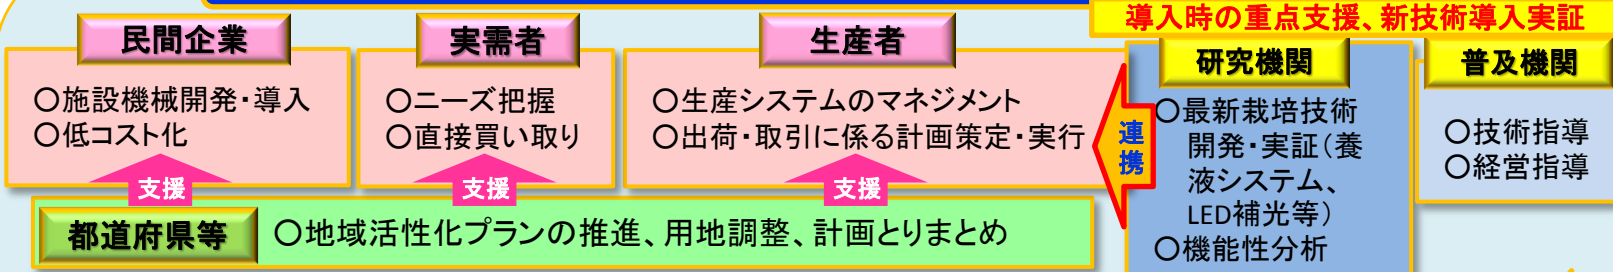 導入時の重点支援、新技術導入実証
民間企業
○施設機械開発・導入
○低コスト化
実需者
○ニーズ把握
○直接買い取り
生産者
○生産システムのマネジメント
○出荷・取引に係る計画策定・実行
連携
研究機関
○最新栽培技術
開発・実証（養
液システム、
LED補光等）
○機能性分析
普及機関
○技術指導
○経営指導
支援
支援
支援
都道府県等
○地域活性化プランの推進、用地調整、計画とりまとめ